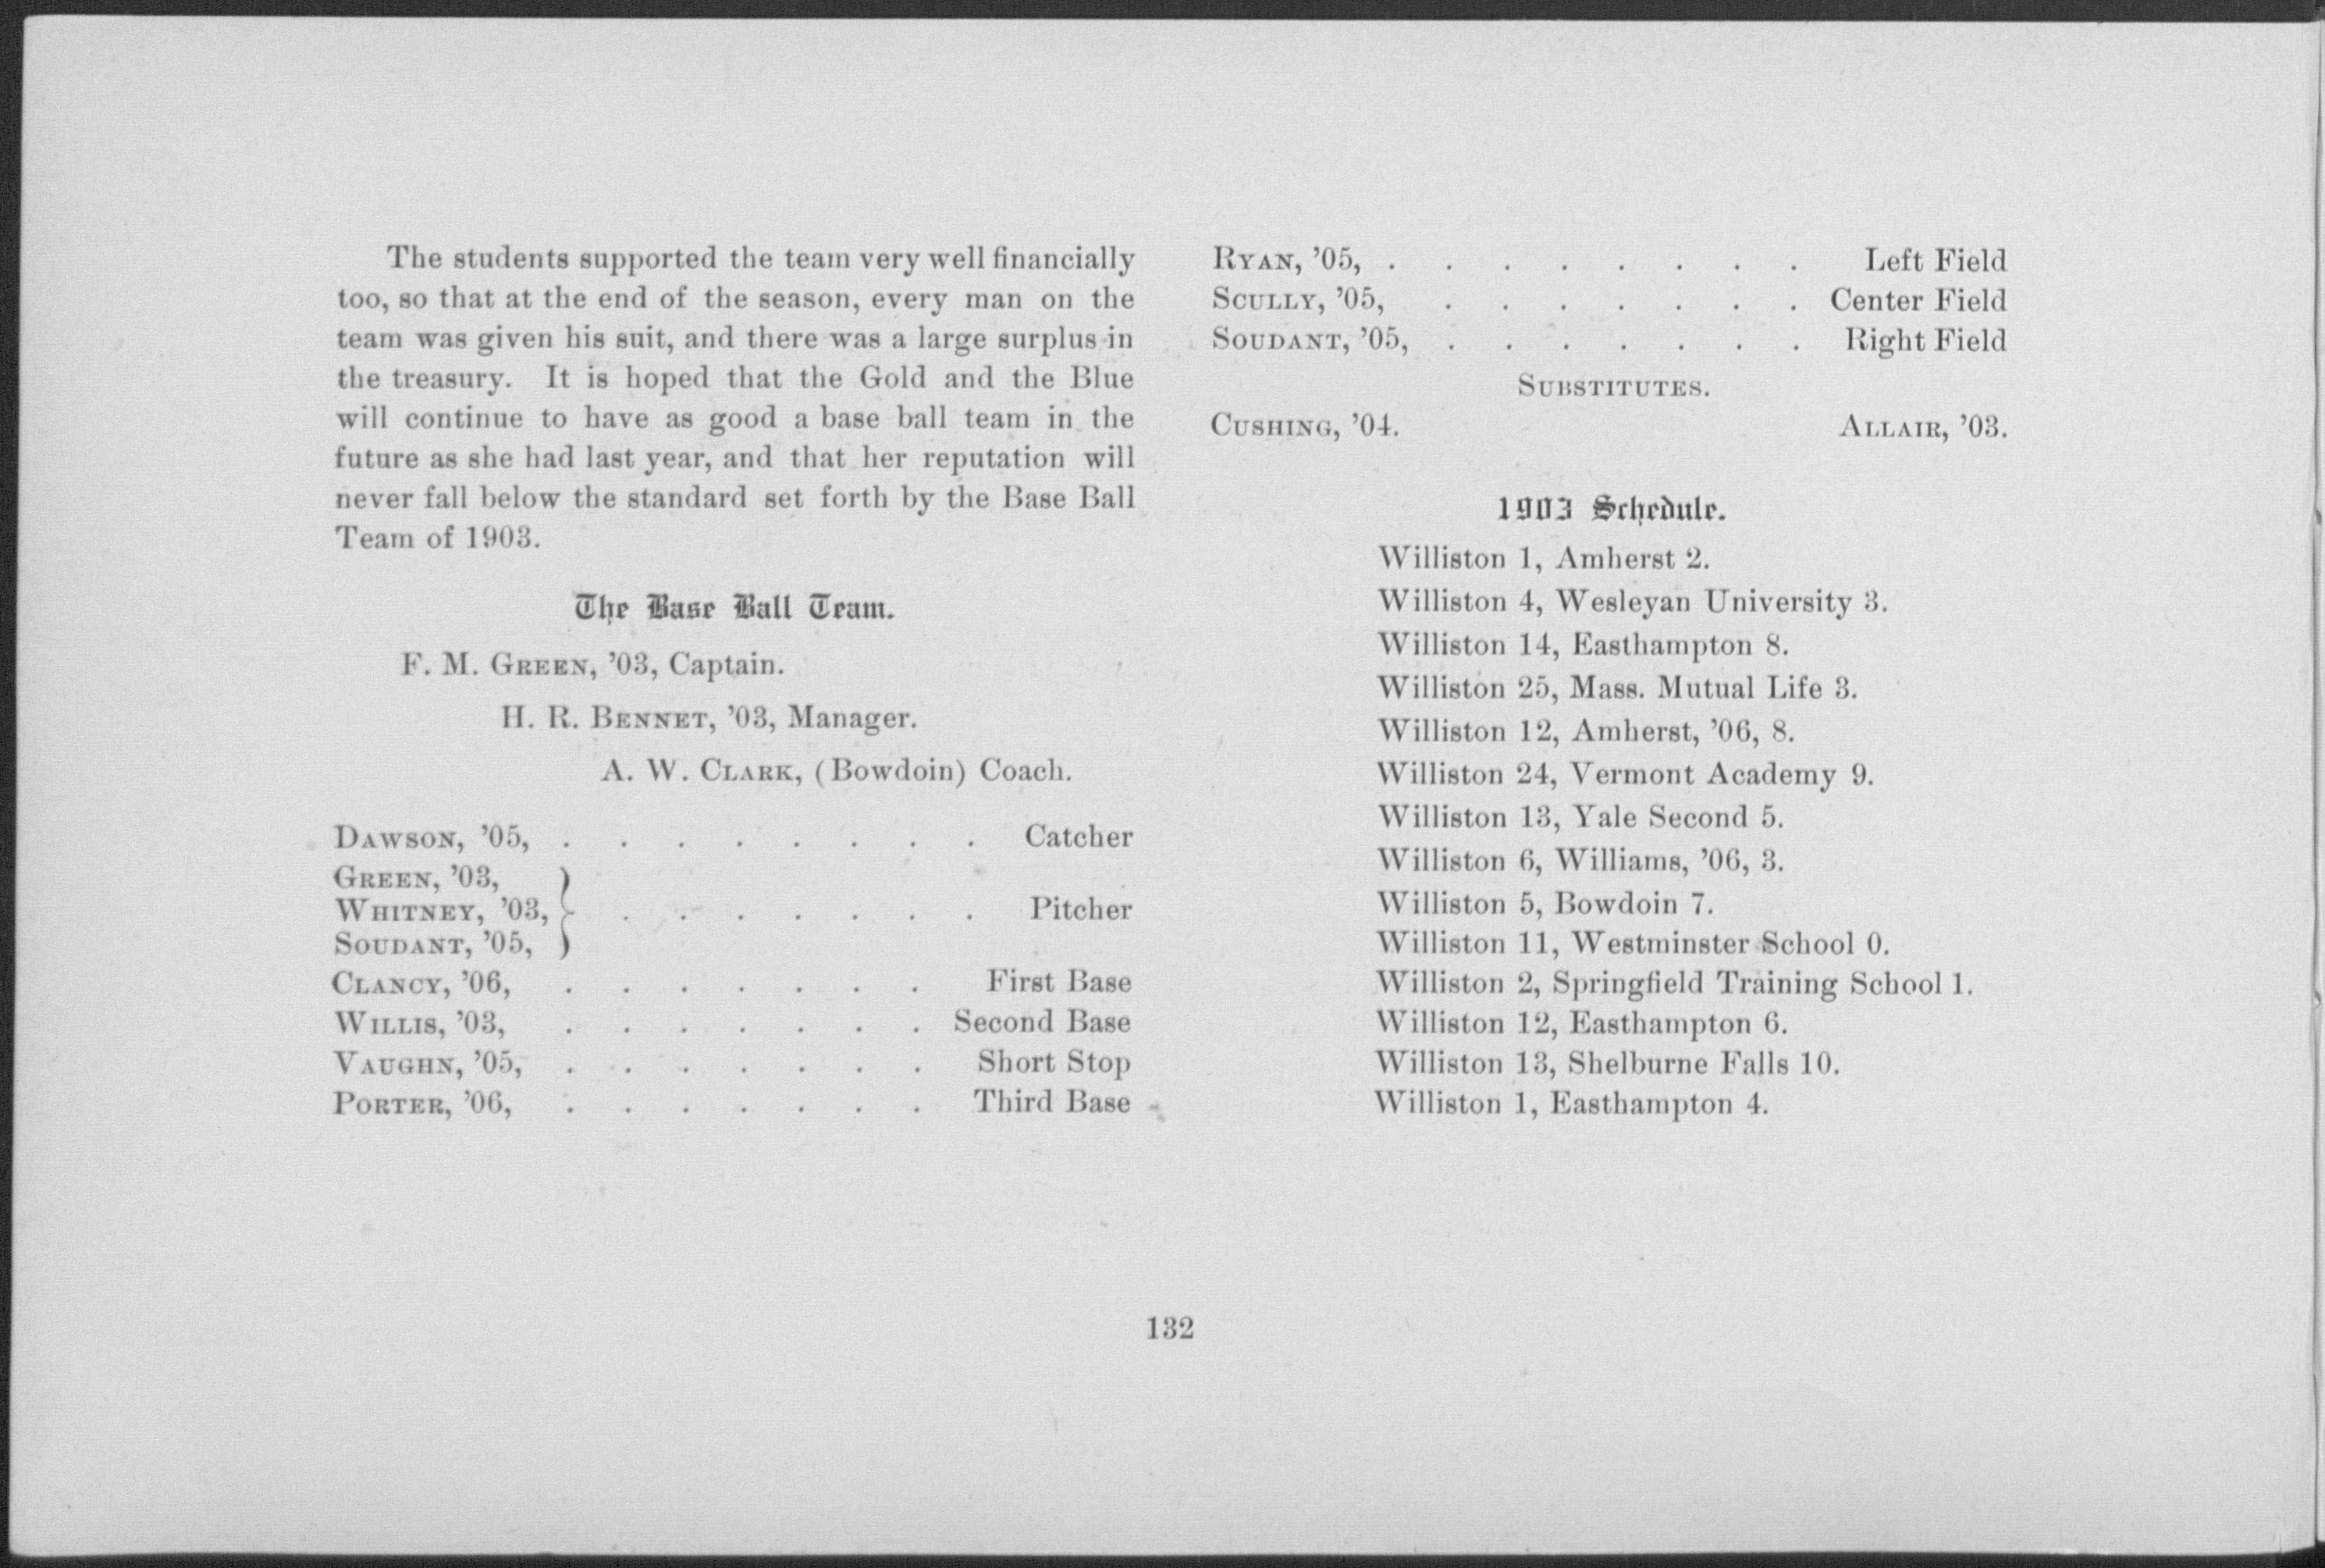 The students supported the team very well financially
too, so that at the end of the season, every man on the
team was given his suit, and there was a large surplus in
the treasury. It is hoped that the Gold and the Blue
will continue to have as good a base ball team in the
future as she had last year, and that her reputation will
never fall below the standard set forth by the Base Ball
Team of 1903.
The Base Ball Team.
F. M. GREEN, '03, Captain.
H. R. BENNET, '03, Manager.
A. W. CLARK, (Bowdoin) Coach.
DAWSON, '05, . . . . . . . . Catcher
GREEN, '03,
WHITNEY, '03, } . . . . . . . Pitcher
SOUDANT, '05,
CLANCY, '06, . . . . . . . First Base
WILLIS, '03, . . . . . . . Second Base
VAUGHN, '05, . . . . . . . Short Stop
PORTER, '06, . . . . . . . Third Base
RYAN, '05, . . . . . . . . Left Field
SCULLY, '05, . . . . . . . Center Field
SOUDANT, '05, . . . . . . . Right Field
SUBSTITUTES.
CUSHING, '04. ALLAIR, '03.
1903 Schedule.
Williston 1, Amherst 2.
Williston 4, Wesleyan University 3.
Williston 14, Easthampton 8.
Williston 25, Mass. Mutual Life 3.
Williston 12, Amherst, '06, 8.
Williston 24, Vermont Academy 9.
Williston 13, Yale Second 5.
Williston 6, Williams, '06, 3.
Williston 5, Bowdoin 7.
Williston 11, Westminster School 0.
Williston 2, Springfield Training School 1.
Williston 12, Easthampton 6.
Williston 13, Shelburne Falls 10.
Williston 1, Easthampton 4.
132